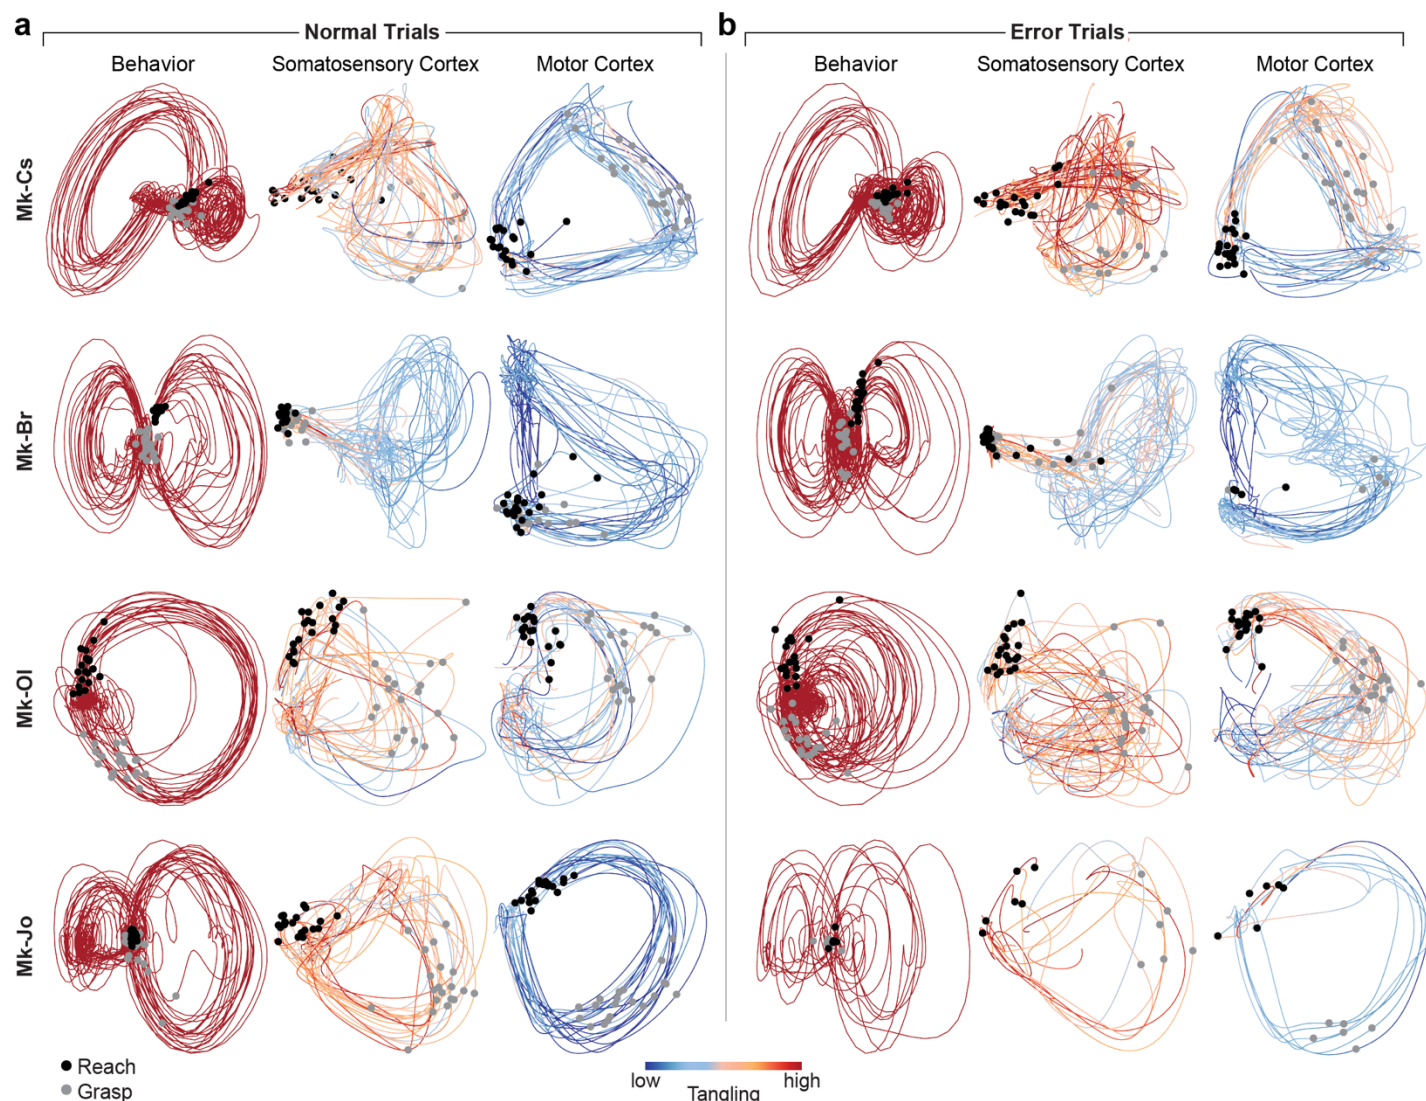 a
Normal Trials
b
Error Trials
Behavior
Somatosensory Cortex
Motor Cortex
Behavior
Somatosensory Cortex
Motor Cortex
Mk-Cs
Mk-Br
Mk-Ol
Mk-Jo
Reach
Grasp
low
high
Tangling